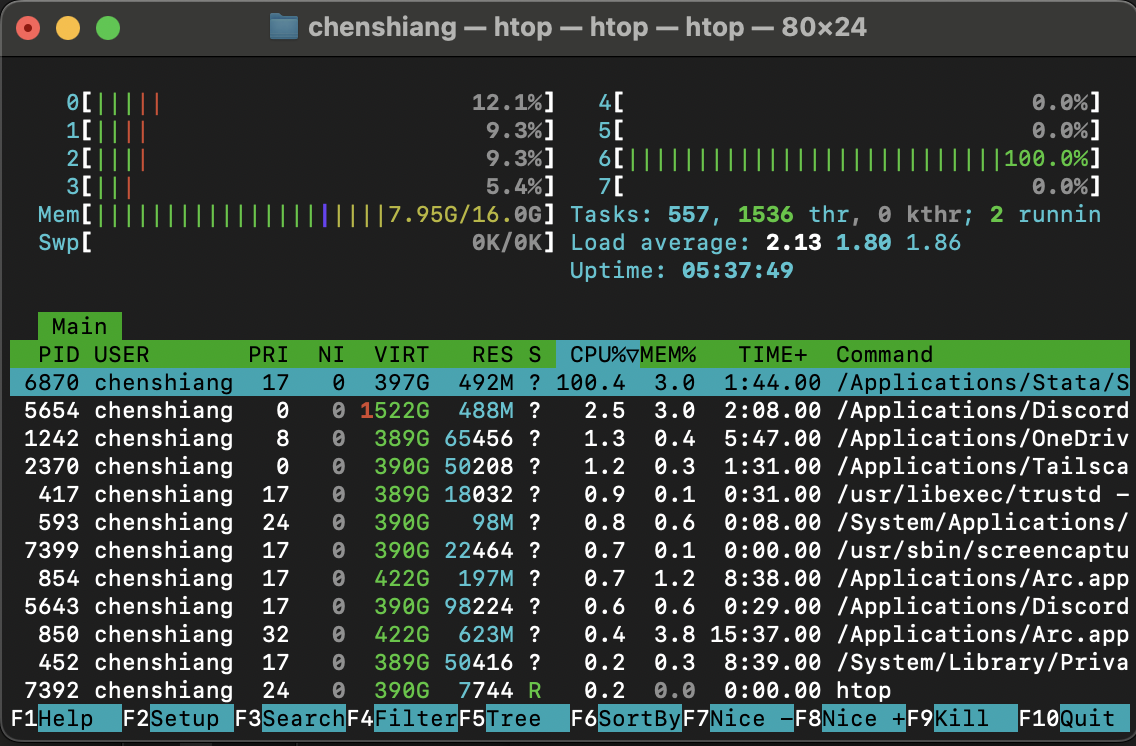 chenshiang — htop — htop — htop — 80×24
0[|||||                      12.1%]   4[                             0.0%]
1[||||                        9.3%]   5[                             0.0%]
2[||||                        9.3%]   6[|||||||||||||||||||||||||||100.0%]
3[|||                         5.4%]   7[                             0.0%]
Mem[|||||||||||||||||||||7.95G/16.0G] Tasks: 557, 1536 thr, 0 kthr; 2 runnin
Swp[                          0K/0K] Load average: 2.13 1.80 1.86
Uptime: 05:37:49
Main
PID USER PRI NI VIRT RES S CPU%▽MEM% TIME+ Command
6870 chenshiang 17 0 397G 492M ? 100.4 3.0 1:44.00 /Applications/Stata/S
5654 chenshiang 0 0 1522G 488M ? 2.5 3.0 2:08.00 /Applications/Discord
1242 chenshiang 8 0 389G 65456 ? 1.3 0.4 5:47.00 /Applications/OneDriv
2370 chenshiang 0 0 390G 50208 ? 1.2 0.3 1:31.00 /Applications/Tailsca
417 chenshiang 17 0 389G 18032 ? 0.9 0.1 0:31.00 /usr/libexec/trustd –
593 chenshiang 24 0 390G 98M ? 0.8 0.6 0:08.00 /System/Applications/
7399 chenshiang 17 0 390G 22464 ? 0.7 0.1 0:00.00 /usr/sbin/screencaptu
854 chenshiang 17 0 422G 197M ? 0.7 1.2 8:38.00 /Applications/Arc.app
5643 chenshiang 17 0 390G 98224 ? 0.6 0.6 0:29.00 /Applications/Discord
850 chenshiang 32 0 422G 623M ? 0.4 3.8 15:37.00 /Applications/Arc.app
452 chenshiang 17 0 389G 50416 ? 0.2 0.3 8:39.00 /System/Library/Priva
7392 chenshiang 24 0 390G 7744 R 0.2 0.0 0:00.00 htop
F1Help F2Setup F3SearchF4FilterF5Tree F6SortByF7Nice -F8Nice +F9Kill F10Quit